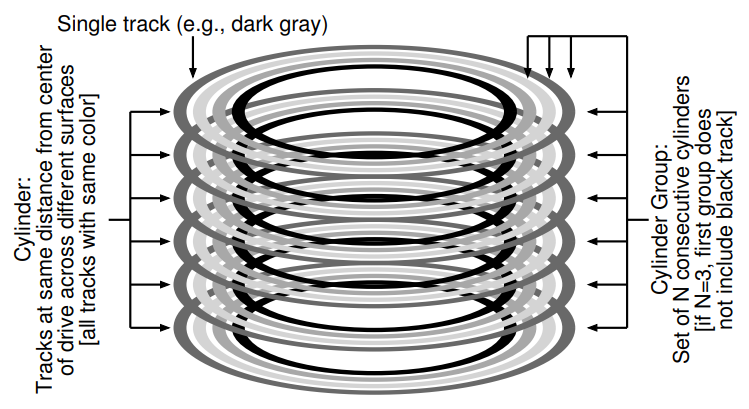 Single track (e.g., dark gray)
Cylinder:
Tracks at same distance from center
of drive across different surfaces
[all tracks with same color]
Cylinder Group:
Set of N consecutive cylinders
[if N=3, first group does
not include black track]